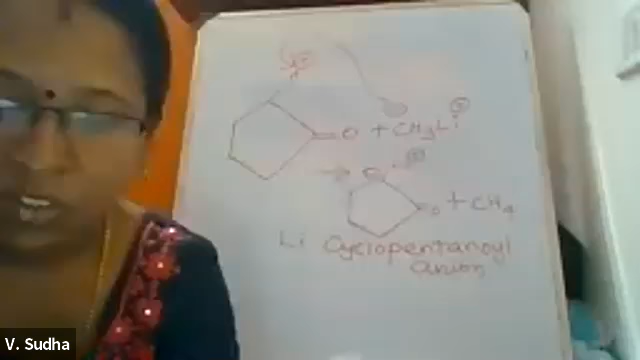 O + CH3Li
→ O + CH4
Li Cyclopentanoyl
anion
V. Sudha